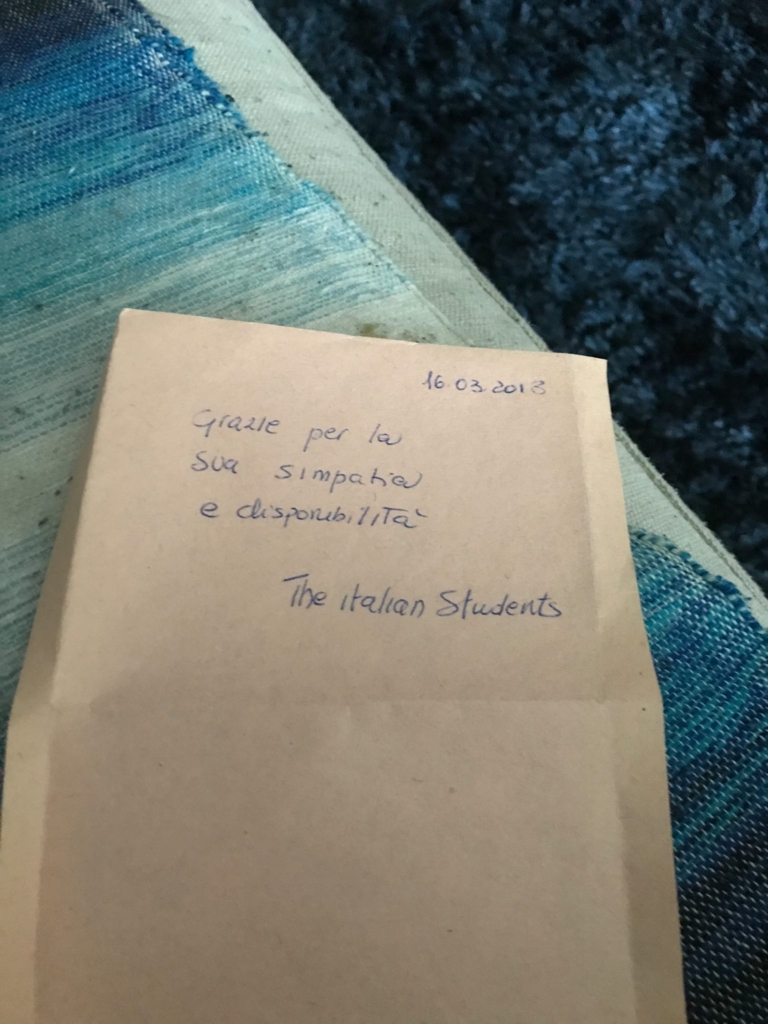 16.03.2018
Grazie per la
sua simpatia
e disponibilità
The italian Students